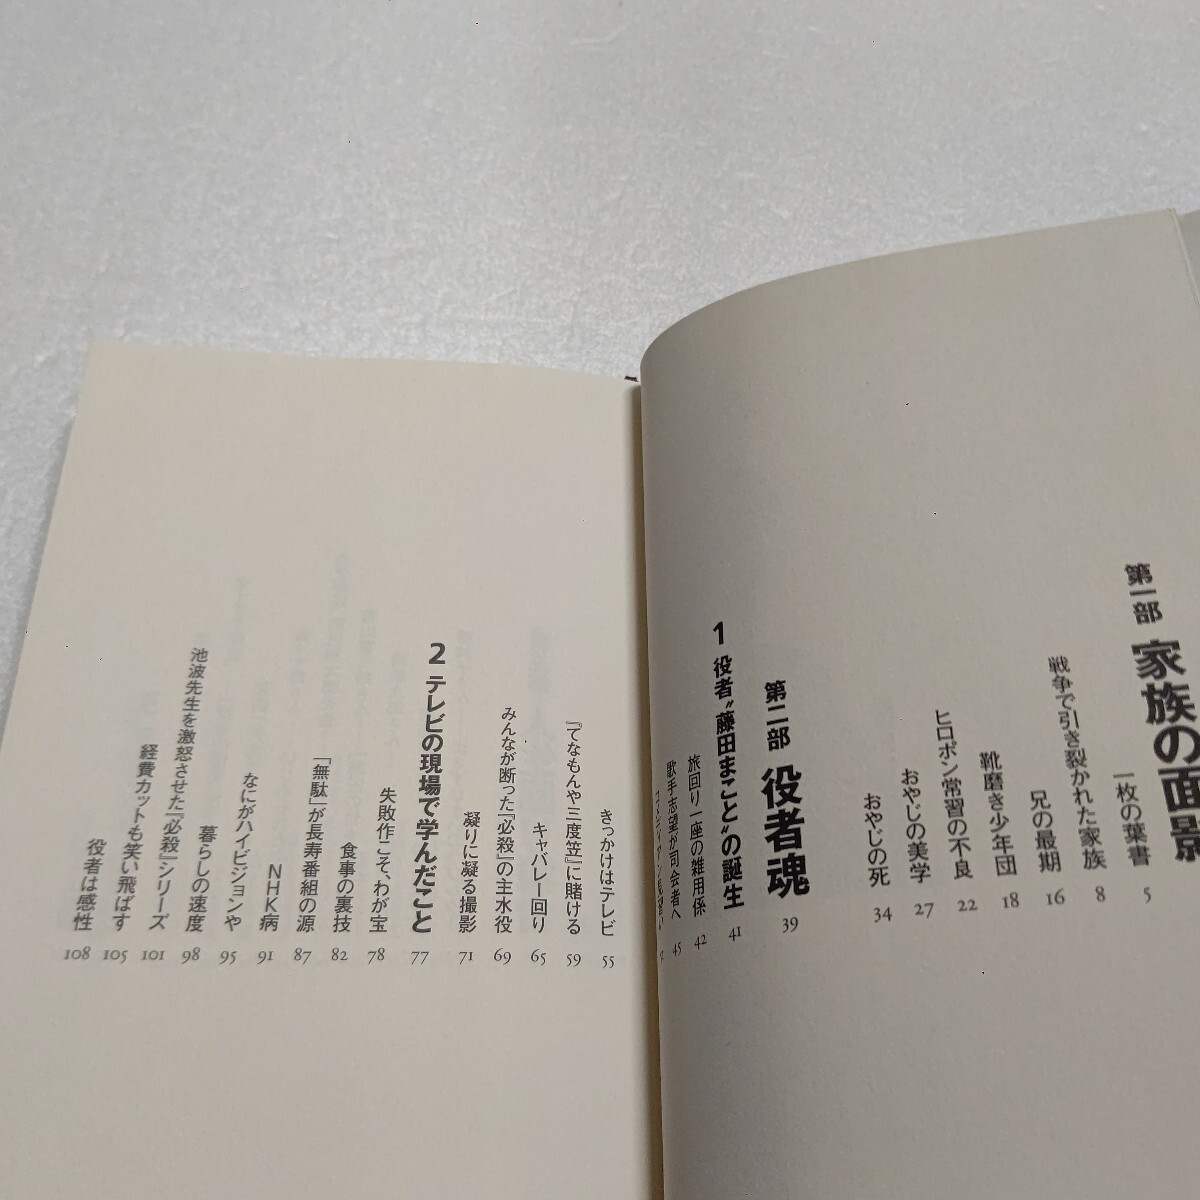 第一部 家族の面影
一枚の葉書 5
戦争で引き裂かれた家族 8
兄の最期 16
靴磨き少年団 18
ヒロポン常習の不良 22
おやじの美学 27
おやじの死 34
第二部 役者魂 39
1 役者〝藤田まこと〟の誕生 41
旅回り一座の雑用係 42
歌手志望が司会者へ 45
きっかけはテレビ 55
『てなもんや三度笠』に賭ける 59
キャバレー回り 65
みんなが断った『必殺』の主水役 69
凝りに凝る撮影 71
2 テレビの現場で学んだこと 77
失敗作こそ、わが宝 78
食事の裏技 82
「無駄」が長寿番組の源 87
NHK病 91
なにがハイビジョンや 95
暮らしの速度 98
池波先生を激怒させた『必殺』シリーズ 101
経費カットも笑い飛ばす 105
役者は感性 108